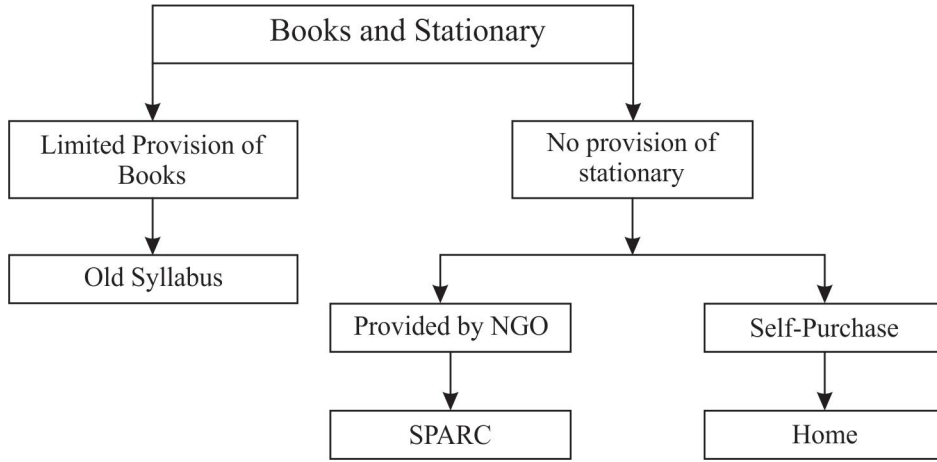 Books and Stationary
Limited Provision of
Books
No provision of
stationary
Old Syllabus
Provided by NGO
Self-Purchase
SPARC
Home